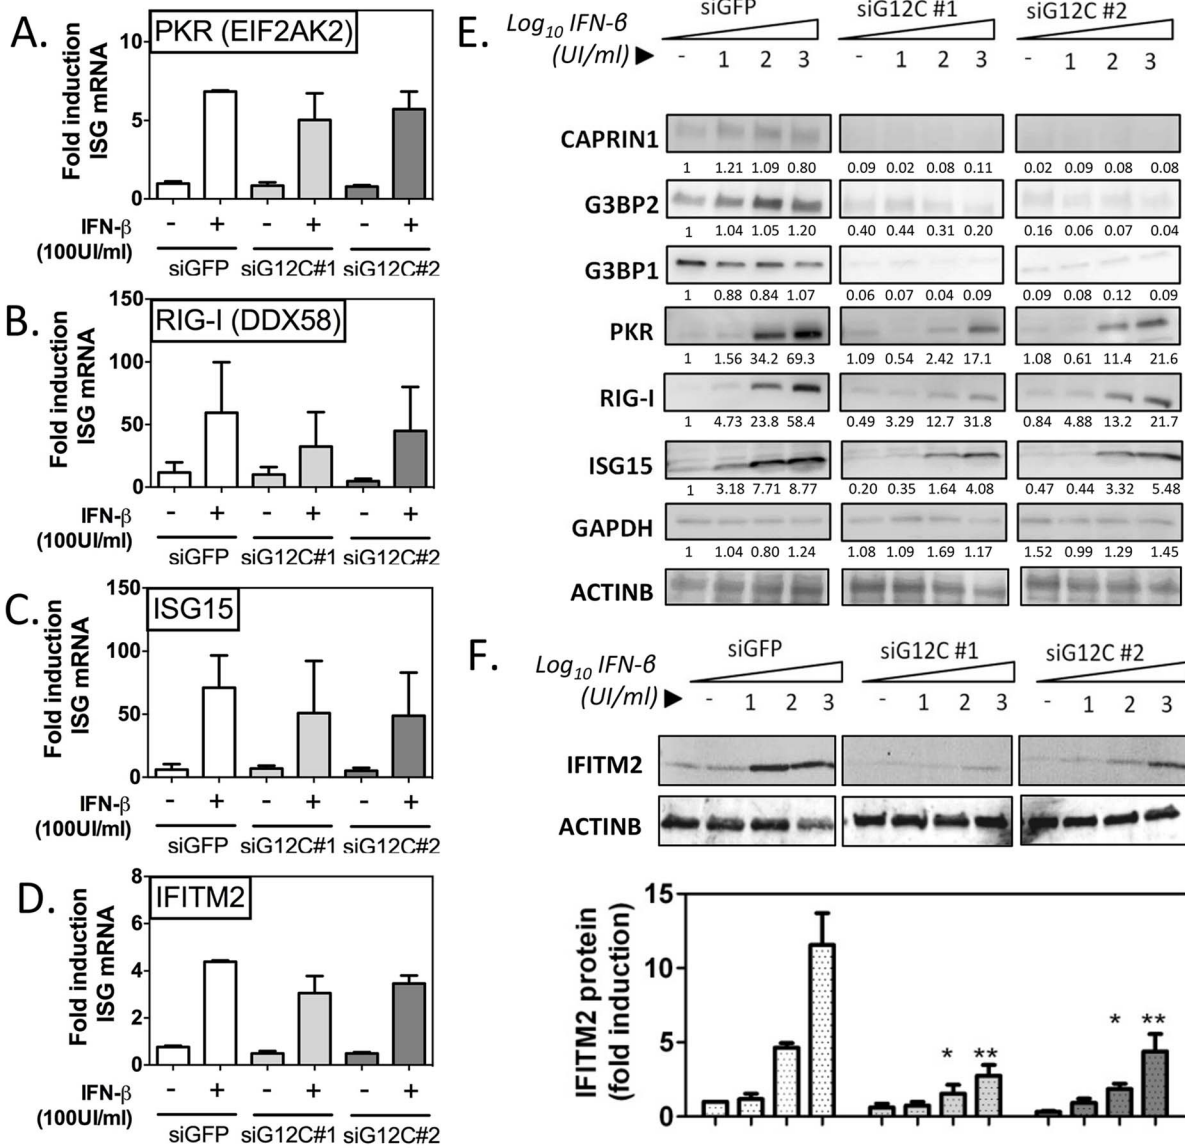 A.
PKR (EIF2AK2)
Fold induction
ISG mRNA
10
5
0
IFN-β - + - + - +
(100UI/ml)
siGFP siG12C#1 siG12C#2
B.
RIG-I (DDX58)
Fold induction
ISG mRNA
150
100
50
0
IFN-β - + - + - +
(100UI/ml)
siGFP siG12C#1 siG12C#2
C.
ISG15
Fold induction
ISG mRNA
150
100
50
0
IFN-β - + - + - +
(100UI/ml)
siGFP siG12C#1 siG12C#2
D.
IFITM2
Fold induction
ISG mRNA
8
6
4
2
0
IFN-β - + - + - +
(100UI/ml)
siGFP siG12C#1 siG12C#2
E.
siGFP siG12C #1 siG12C #2
Log10 IFN-β
(UI/ml) ▶ - 1 2 3 - 1 2 3 - 1 2 3
CAPRIN1
1 1.21 1.09 0.80 0.09 0.02 0.08 0.11 0.02 0.09 0.08 0.08
G3BP2
1 1.04 1.05 1.20 0.40 0.44 0.31 0.20 0.16 0.06 0.07 0.04
G3BP1
1 0.88 0.84 1.07 0.06 0.07 0.04 0.09 0.09 0.08 0.12 0.09
PKR
1 1.56 34.2 69.3 1.09 0.54 2.42 17.1 1.08 0.61 11.4 21.6
RIG-I
1 4.73 23.8 58.4 0.49 3.29 12.7 31.8 0.84 4.88 13.2 21.7
ISG15
1 3.18 7.71 8.77 0.20 0.35 1.64 4.08 0.47 0.44 3.32 5.48
GAPDH
1 1.04 0.80 1.24 1.08 1.09 1.69 1.17 1.52 0.99 1.29 1.45
ACTINB
F.
siGFP siG12C #1 siG12C #2
Log10 IFN-β
(UI/ml) ▶ - 1 2 3 - 1 2 3 - 1 2 3
IFITM2
ACTINB
IFITM2 protein
(fold induction)
15
10
5
0
* ** * **